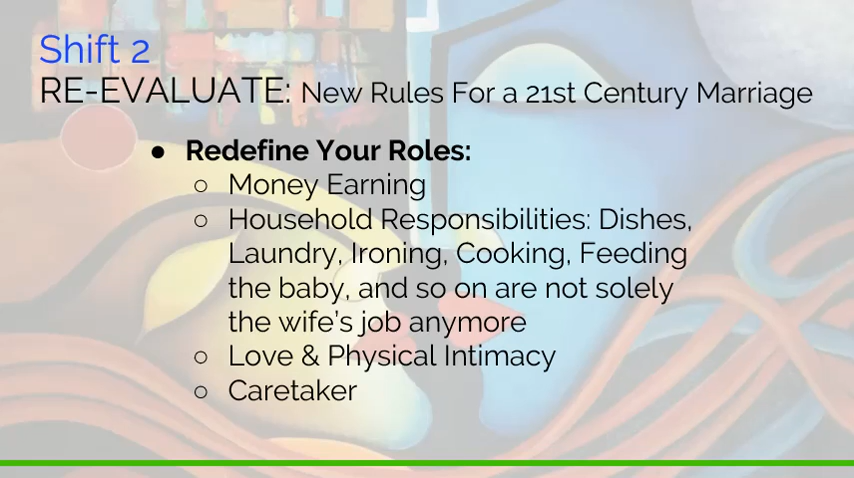 Shift 2
RE-EVALUATE: New Rules For a 21st Century Marriage
● Redefine Your Roles:
○ Money Earning
○ Household Responsibilities: Dishes,
Laundry, Ironing, Cooking, Feeding
the baby, and so on are not solely
the wife's job anymore
○ Love & Physical Intimacy
○ Caretaker